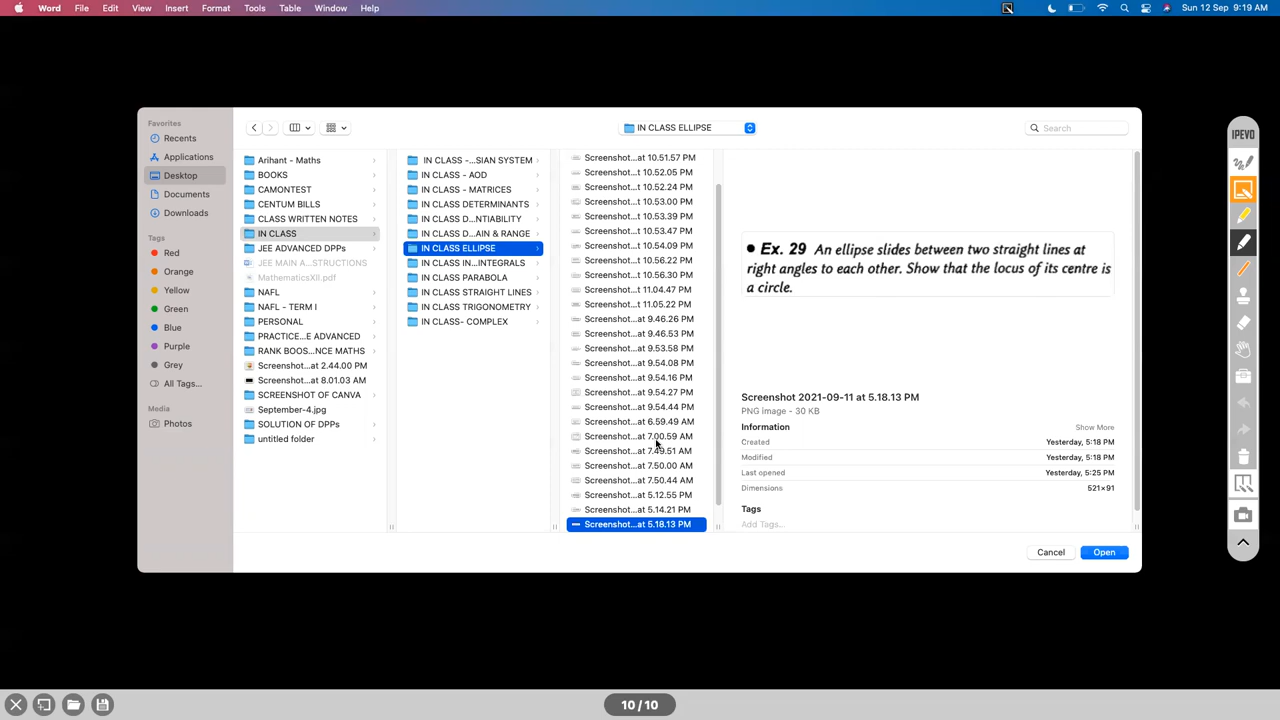 Word File Edit View Insert Format Tools Table Window Help Sun 12 Sep 9:19 AM
IN CLASS ELLIPSE
Search
Favorites
Recents
Applications
Desktop
Documents
Downloads
Tags
Red
Orange
Yellow
Green
Blue
Purple
Grey
All Tags...
Media
Photos
Arihant - Maths
BOOKS
CAMONTEST
CENTUM BILLS
CLASS WRITTEN NOTES
IN CLASS
JEE ADVANCED DPPs
JEE MAIN A...STRUCTIONS
MathematicsXII.pdf
NAFL
NAFL - TERM I
PERSONAL
PRACTICE...E ADVANCED
RANK BOOS...NCE MATHS
Screenshot...at 2.44.00 PM
Screenshot...at 8.01.03 AM
SCREENSHOT OF CANVA
September-4.jpg
SOLUTION OF DPPs
untitled folder
IN CLASS -...SIAN SYSTEM
IN CLASS - AOD
IN CLASS - MATRICES
IN CLASS DETERMINANTS
IN CLASS D...NTIABILITY
IN CLASS D...AIN & RANGE
IN CLASS ELLIPSE
IN CLASS IN...INTEGRALS
IN CLASS PARABOLA
IN CLASS STRAIGHT LINES
IN CLASS TRIGONOMETRY
IN CLASS- COMPLEX
Screenshot...at 10.51.57 PM
Screenshot...t 10.52.05 PM
Screenshot...t 10.52.24 PM
Screenshot...t 10.53.00 PM
Screenshot...t 10.53.39 PM
Screenshot...t 10.53.47 PM
Screenshot...t 10.54.09 PM
Screenshot...t 10.56.22 PM
Screenshot...t 10.56.30 PM
Screenshot...t 11.04.47 PM
Screenshot...t 11.05.22 PM
Screenshot...at 9.46.26 PM
Screenshot...at 9.46.53 PM
Screenshot...at 9.53.58 PM
Screenshot...at 9.54.08 PM
Screenshot...at 9.54.16 PM
Screenshot...at 9.54.27 PM
Screenshot...at 9.54.44 PM
Screenshot...at 6.59.49 AM
Screenshot...at 7.00.59 AM
Screenshot...at 7.49.51 AM
Screenshot...at 7.50.00 AM
Screenshot...at 7.50.44 AM
Screenshot...at 5.12.55 PM
Screenshot...at 5.14.21 PM
Screenshot...at 5.18.13 PM
• Ex. 29 An ellipse slides between two straight lines at
right angles to each other. Show that the locus of its centre is
a circle.
Screenshot 2021-09-11 at 5.18.13 PM
PNG image - 30 KB
Information Show More
Created Yesterday, 5:18 PM
Modified Yesterday, 5:18 PM
Last opened Yesterday, 5:25 PM
Dimensions 521×91
Tags
Add Tags...
Cancel Open
IPEVO
10 / 10